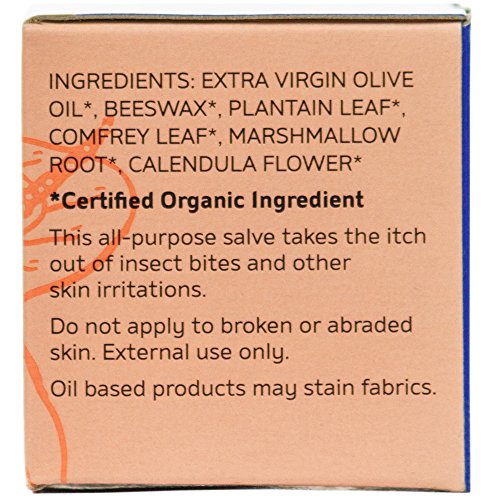 INGREDIENTS: EXTRA VIRGIN OLIVE
OIL*, BEESWAX*, PLANTAIN LEAF*,
COMFREY LEAF*, MARSHMALLOW
ROOT*, CALENDULA FLOWER*
*Certified Organic Ingredient
This all-purpose salve takes the itch
out of insect bites and other
skin irritations.
Do not apply to broken or abraded
skin. External use only.
Oil based products may stain fabrics.